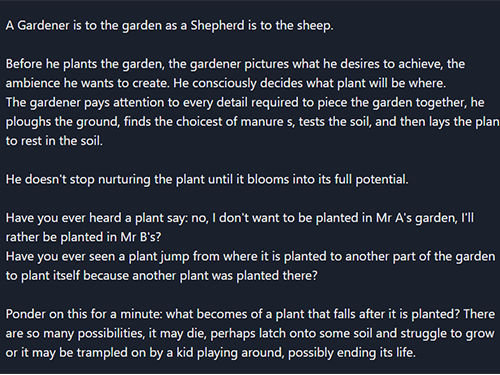 A Gardener is to the garden as a Shepherd is to the sheep.
Before he plants the garden, the gardener pictures what he desires to achieve, the
ambience he wants to create. He consciously decides what plant will be where.
The gardener pays attention to every detail required to piece the garden together, he
ploughs the ground, finds the choicest of manure s, tests the soil, and then lays the plan
to rest in the soil.
He doesn't stop nurturing the plant until it blooms into its full potential.
Have you ever heard a plant say: no, I don't want to be planted in Mr A's garden, I'll
rather be planted in Mr B's?
Have you ever seen a plant jump from where it is planted to another part of the garden
to plant itself because another plant was planted there?
Ponder on this for a minute: what becomes of a plant that falls after it is planted? There
are so many possibilities, it may die, perhaps latch onto some soil and struggle to grow
or it may be trampled on by a kid playing around, possibly ending its life.